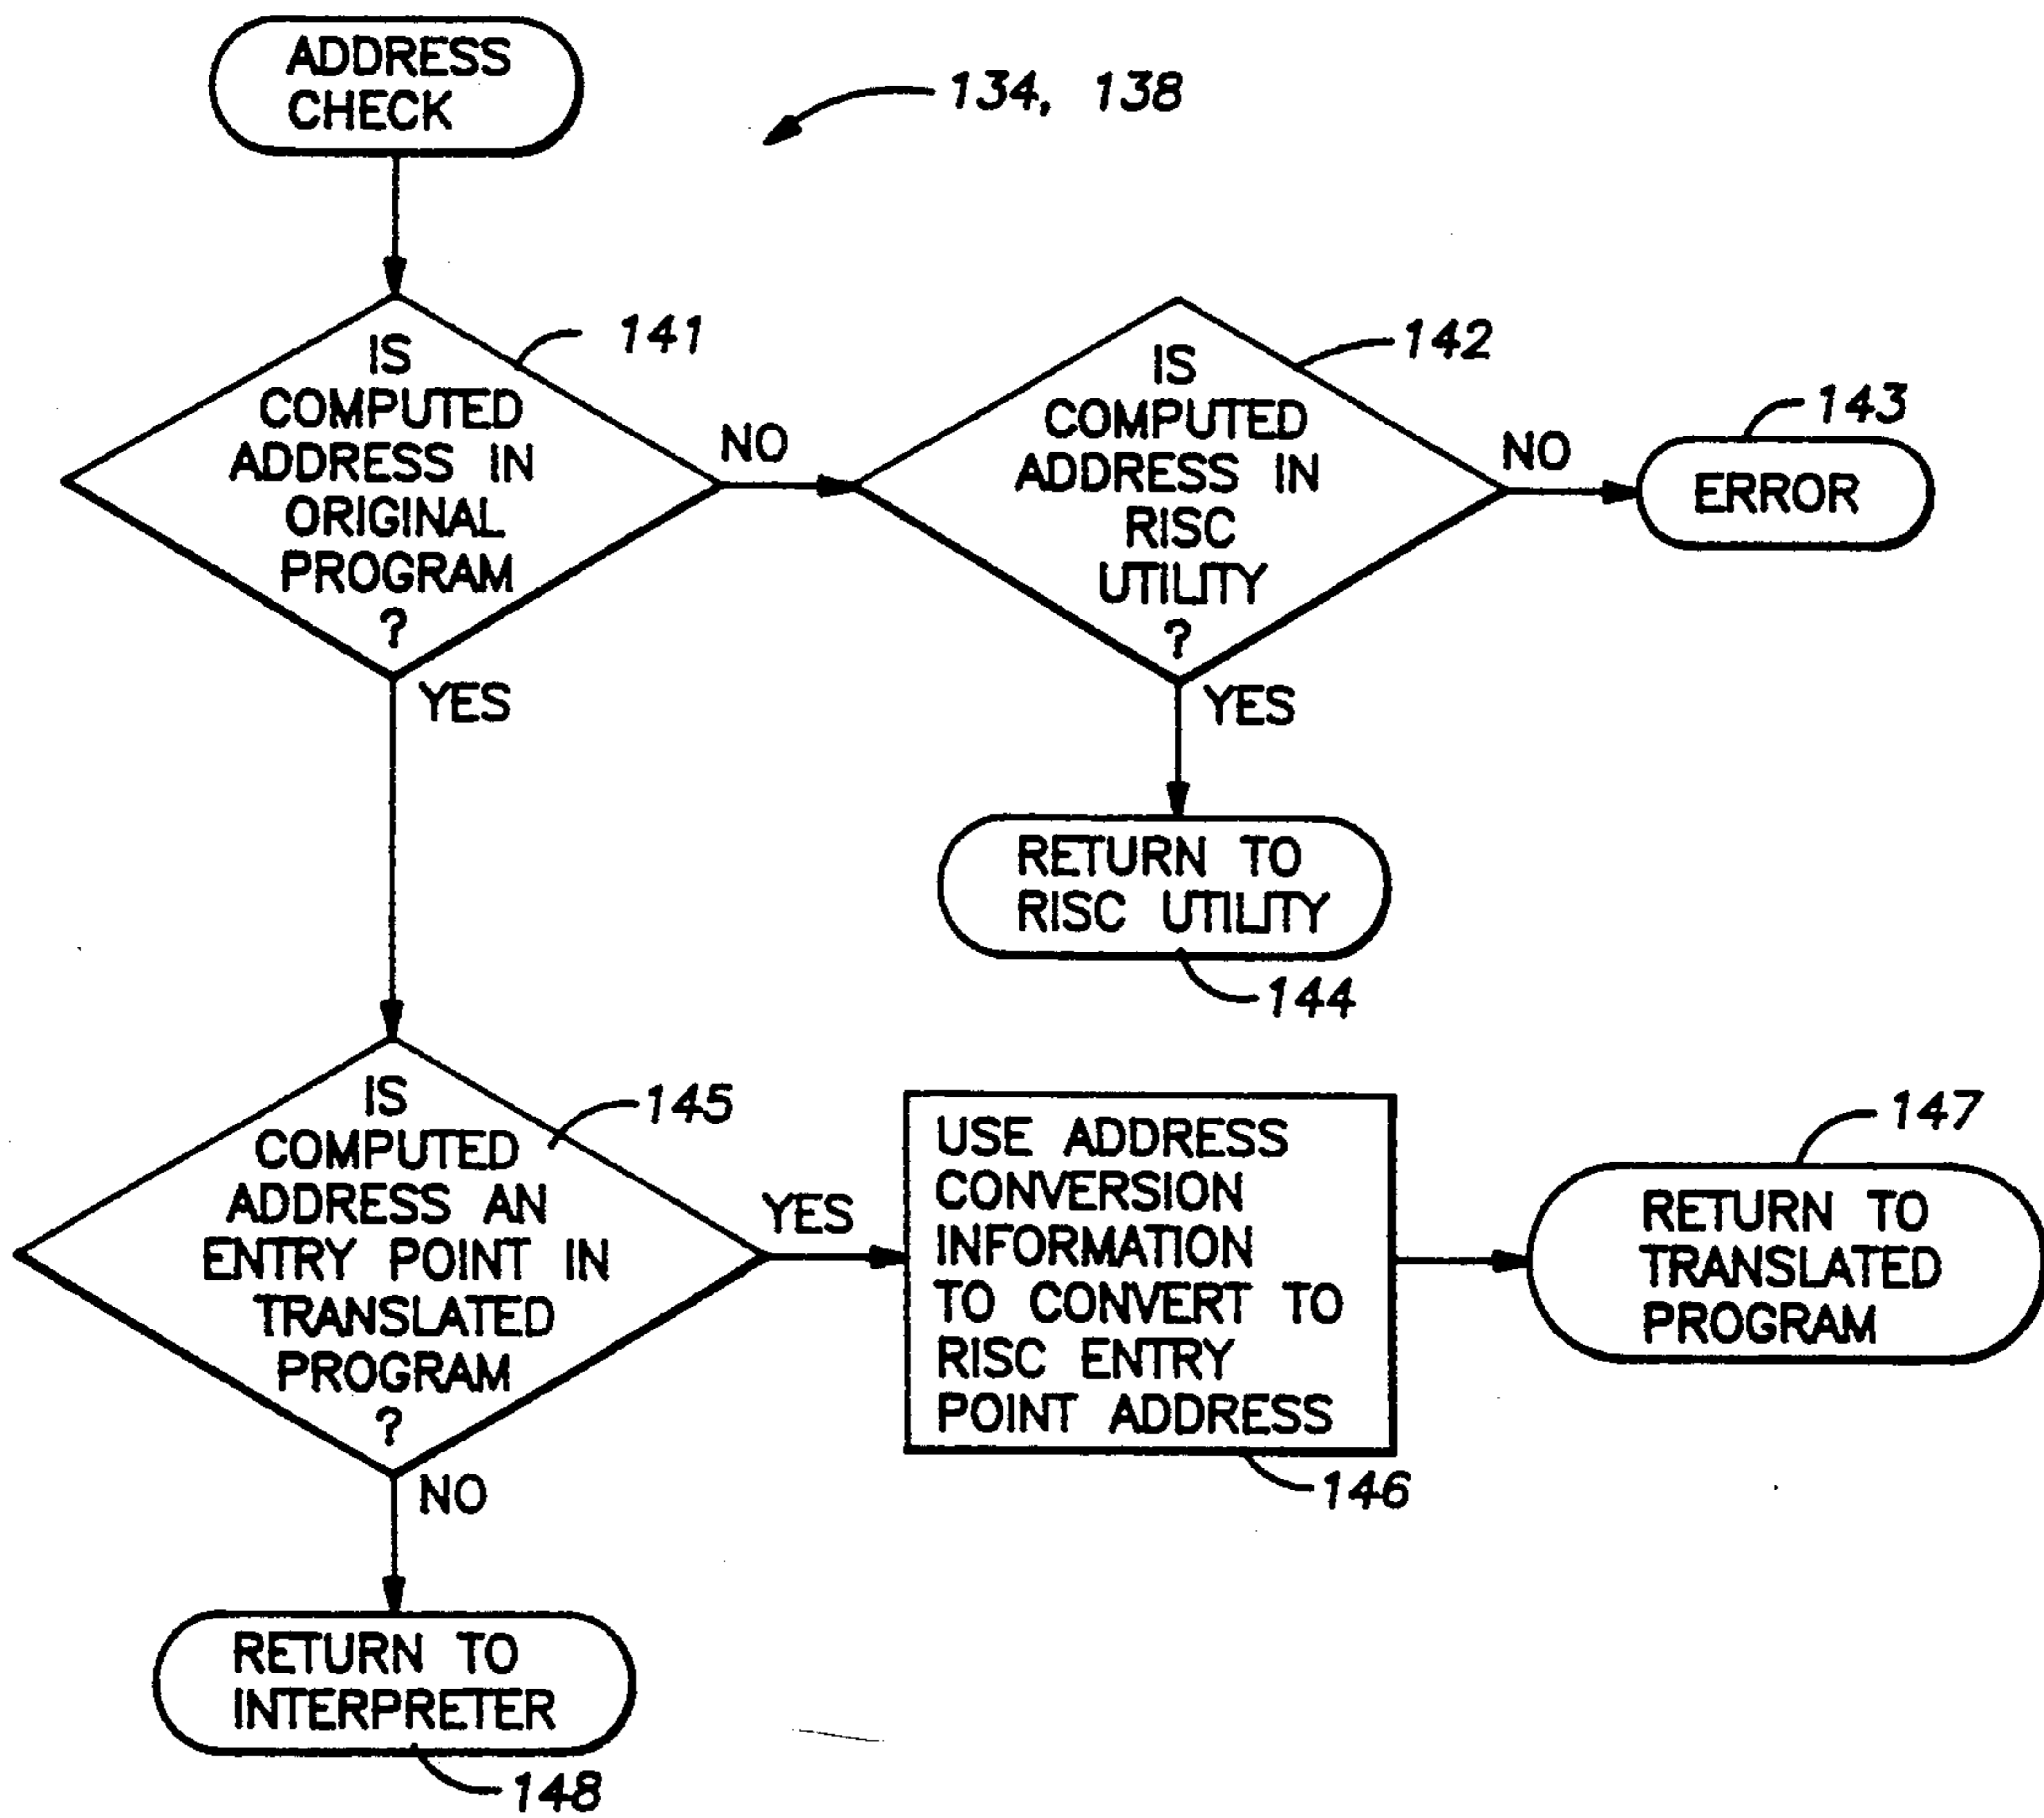 ADDRESS
CHECK
134, 138
IS
COMPUTED
ADDRESS IN
ORIGINAL
PROGRAM
?
141
NO
YES
IS
COMPUTED
ADDRESS IN
RISC
UTILITY
?
142
NO
YES
143
ERROR
RETURN TO
RISC UTILITY
144
IS
COMPUTED
ADDRESS AN
ENTRY POINT IN
TRANSLATED
PROGRAM
?
145
YES
NO
USE ADDRESS
CONVERSION
INFORMATION
TO CONVERT TO
RISC ENTRY
POINT ADDRESS
146
147
RETURN TO
TRANSLATED
PROGRAM
RETURN TO
INTERPRETER
148